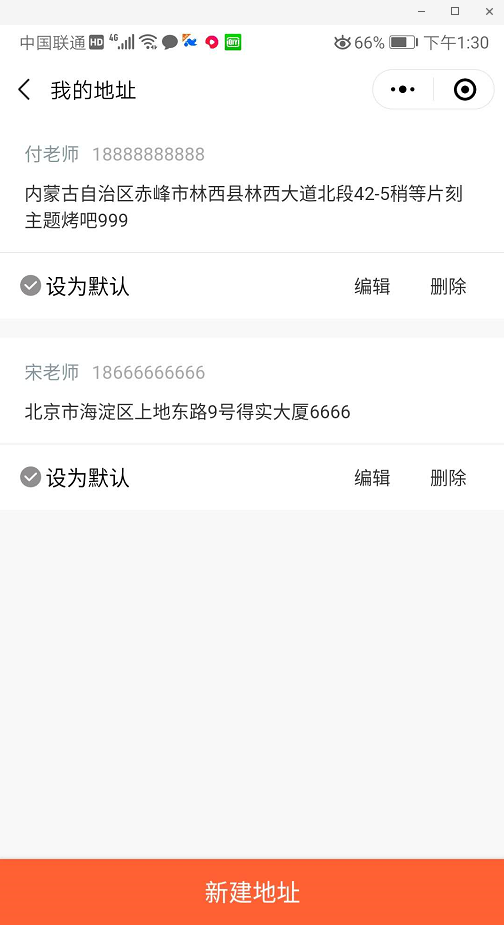 中国联通 HD 4G 66% 下午1:30
我的地址
付老师 18888888888
内蒙古自治区赤峰市林西县林西大道北段42-5稍等片刻
主题烤吧999
设为默认 编辑 删除
宋老师 18666666666
北京市海淀区上地东路9号得实大厦6666
设为默认 编辑 删除
新建地址